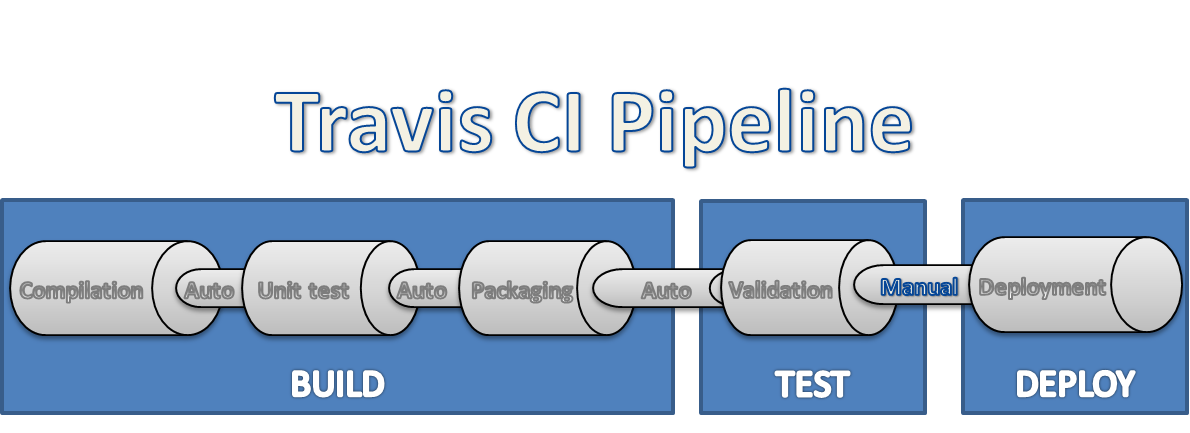 Travis CI Pipeline
Compilation Auto Unit test Auto Packaging Auto Validation Manual Deployment
BUILD TEST DEPLOY